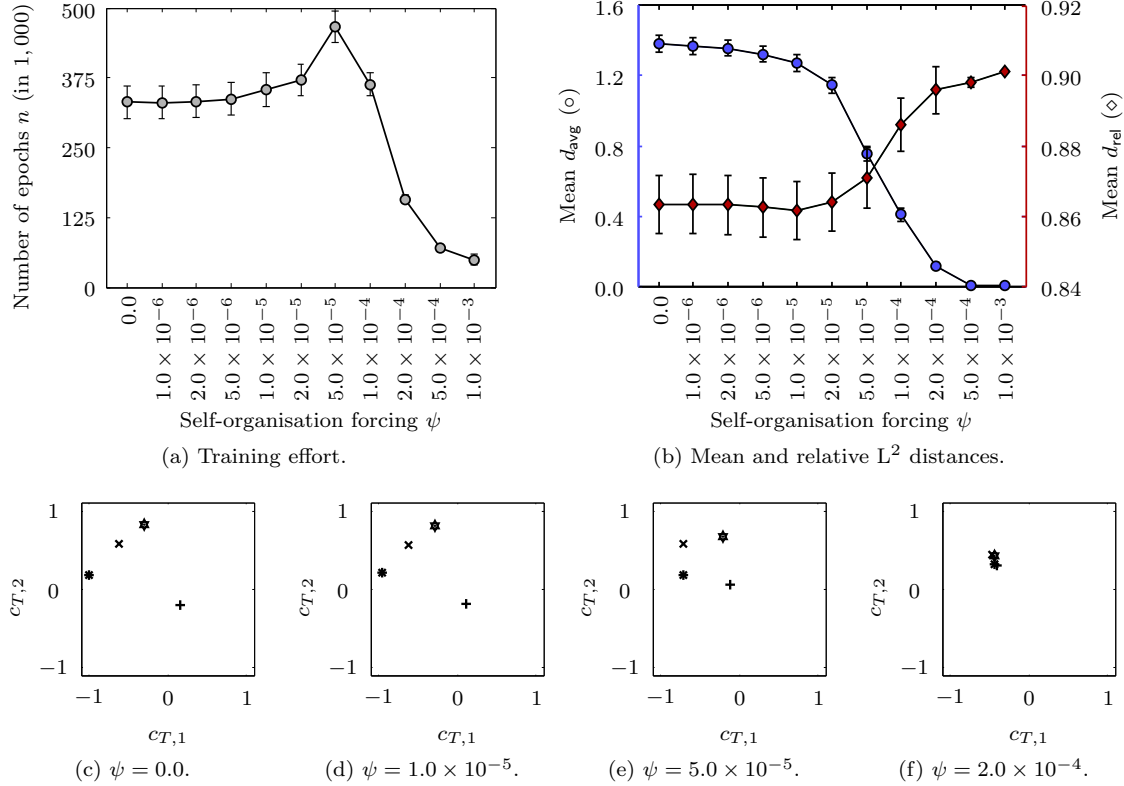 500
375
250
125
0
Number of epochs n (in 1,000)
0.0
1.0 × 10⁻⁶
2.0 × 10⁻⁶
5.0 × 10⁻⁶
1.0 × 10⁻⁵
2.0 × 10⁻⁵
5.0 × 10⁻⁵
1.0 × 10⁻⁴
2.0 × 10⁻⁴
5.0 × 10⁻⁴
1.0 × 10⁻³
Self-organisation forcing ψ
(a) Training effort.
1.6
1.2
0.8
0.4
0.0
Mean d_avg (○)
0.92
0.90
0.88
0.86
0.84
Mean d_rel (⋄)
0.0
1.0 × 10⁻⁶
2.0 × 10⁻⁶
5.0 × 10⁻⁶
1.0 × 10⁻⁵
2.0 × 10⁻⁵
5.0 × 10⁻⁵
1.0 × 10⁻⁴
2.0 × 10⁻⁴
5.0 × 10⁻⁴
1.0 × 10⁻³
Self-organisation forcing ψ
(b) Mean and relative L² distances.
1
0
−1
c_T,2
−1 0 1
c_T,1
(c) ψ = 0.0.
1
0
−1
c_T,2
−1 0 1
c_T,1
(d) ψ = 1.0 × 10⁻⁵.
1
0
−1
c_T,2
−1 0 1
c_T,1
(e) ψ = 5.0 × 10⁻⁵.
1
0
−1
c_T,2
−1 0 1
c_T,1
(f) ψ = 2.0 × 10⁻⁴.